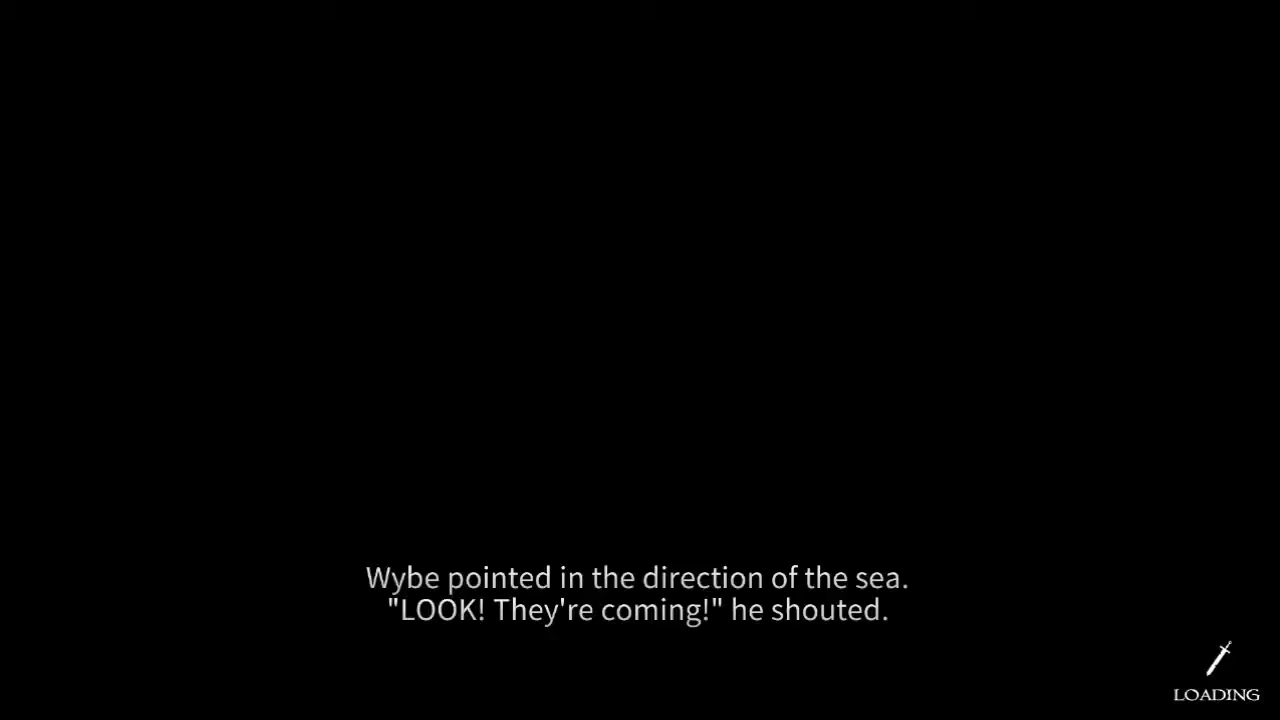 Wybe pointed in the direction of the sea.
"LOOK! They're coming!" he shouted.
LOADING